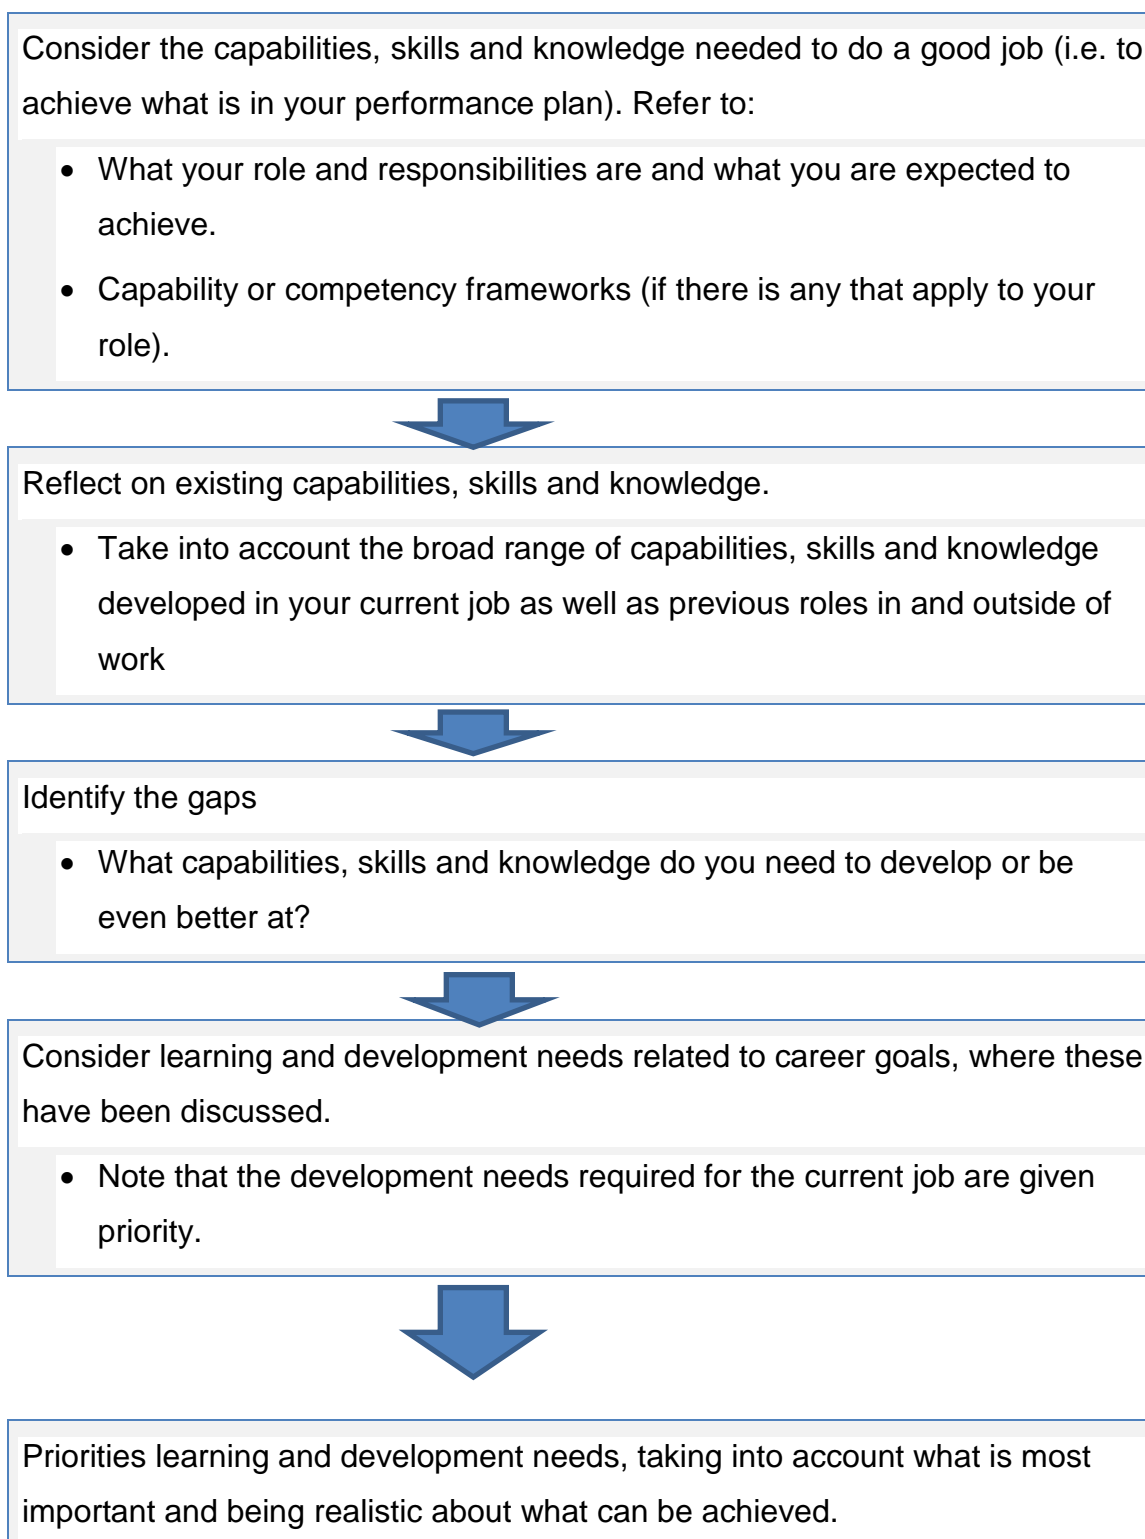 Consider the capabilities, skills and knowledge needed to do a good job (i.e. to
achieve what is in your performance plan). Refer to:
• What your role and responsibilities are and what you are expected to
achieve.
• Capability or competency frameworks (if there is any that apply to your
role).
Reflect on existing capabilities, skills and knowledge.
• Take into account the broad range of capabilities, skills and knowledge
developed in your current job as well as previous roles in and outside of
work
Identify the gaps
• What capabilities, skills and knowledge do you need to develop or be
even better at?
Consider learning and development needs related to career goals, where these
have been discussed.
• Note that the development needs required for the current job are given
priority.
Priorities learning and development needs, taking into account what is most
important and being realistic about what can be achieved.